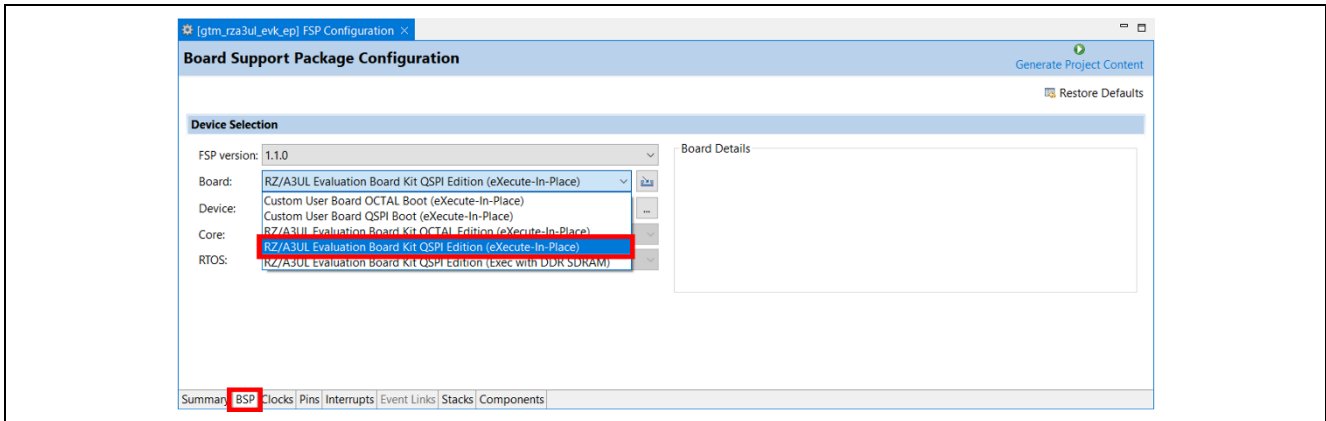 [gtm_rza3ul_evk_ep] FSP Configuration
Board Support Package Configuration
Generate Project Content
Restore Defaults
Device Selection
FSP version: 1.1.0
Board Details
Board: RZ/A3UL Evaluation Board Kit QSPI Edition (eXecute-In-Place)
Custom User Board OCTAL Boot (eXecute-In-Place)
Device:
...
Custom User Board QSPI Boot (eXecute-In-Place)
RZ/A3UL Evaluation Board Kit OCTAL Edition (eXecute-In-Place)
Core:
RZ/A3UL Evaluation Board Kit QSPI Edition (eXecute-In-Place)
RTOS:
RZ/A3UL Evaluation Board Kit QSPI Edition (Exec with DDR SDRAM)
Summary BSP Clocks Pins Interrupts Event Links Stacks Components